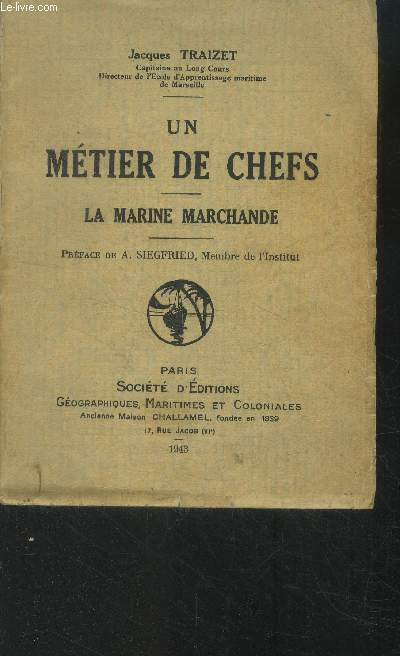 Le-livre.com
Jacques TRAIZET
Capitaine au Long Cours
Directeur de l'École d'Apprentissage maritime
de Marseille
UN
MÉTIER DE CHEFS
LA MARINE MARCHANDE
PRÉFACE DE A. SIEGFRIED, Membre de l'Institut
PARIS
SOCIÉTÉ D'ÉDITIONS
GÉOGRAPHIQUES, MARITIMES ET COLONIALES
Ancienne Maison CHALLAMEL, fondée en 1839
17, RUE JACOB (VIᵉ)
1943